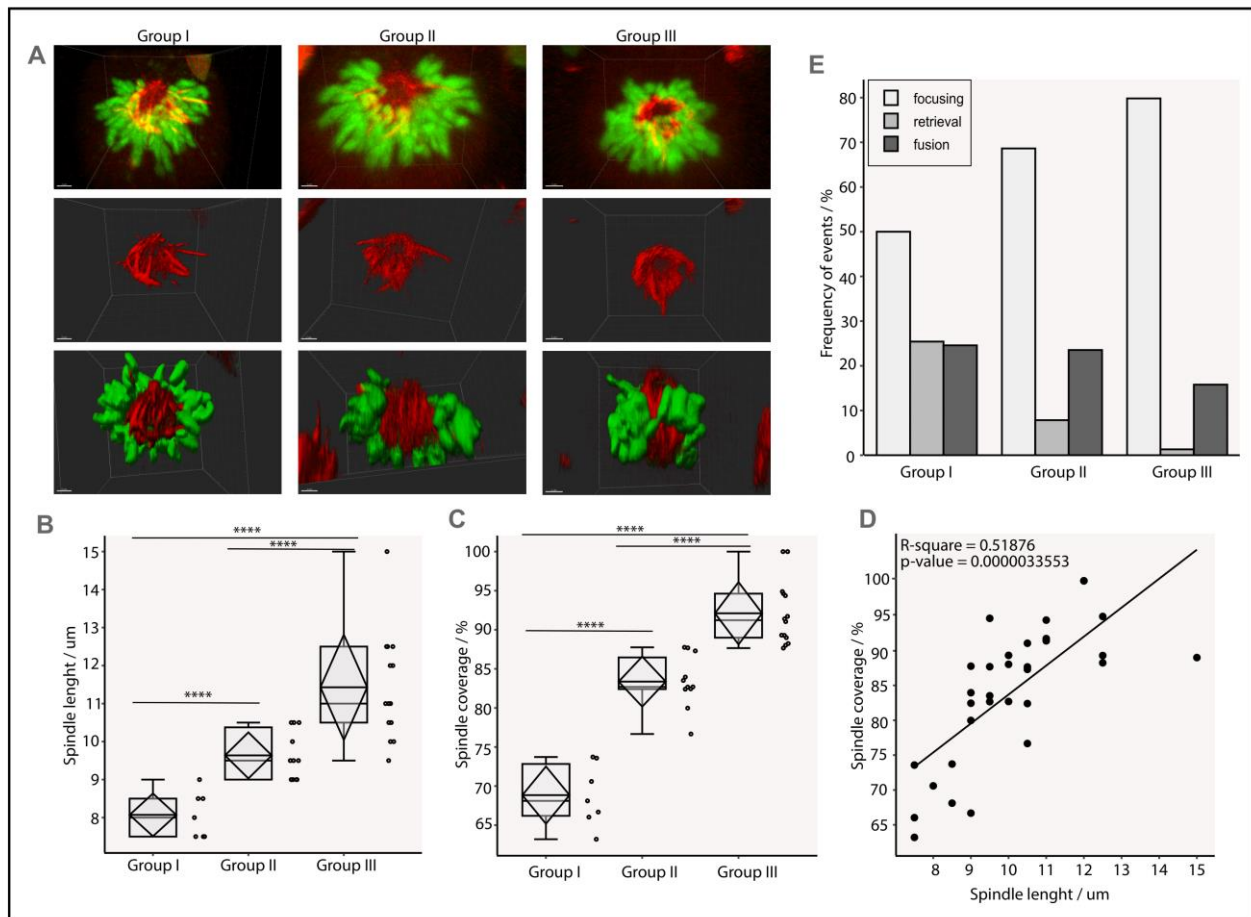 Group I
Group II
Group III
A
E
focusing
retrieval
fusion
80
70
60
50
40
30
20
10
0
Frequency of events / %
Group I
Group II
Group III
B
****
****
****
15
14
13
12
11
10
9
8
Spindle lenght / um
Group I
Group II
Group III
C
****
****
****
100
95
90
85
80
75
70
65
Spindle coverage / %
Group I
Group II
Group III
D
R-square = 0.51876
p-value = 0.0000033553
100
95
90
85
80
75
70
65
Spindle coverage / %
8
9
10
11
12
13
14
15
Spindle lenght / um